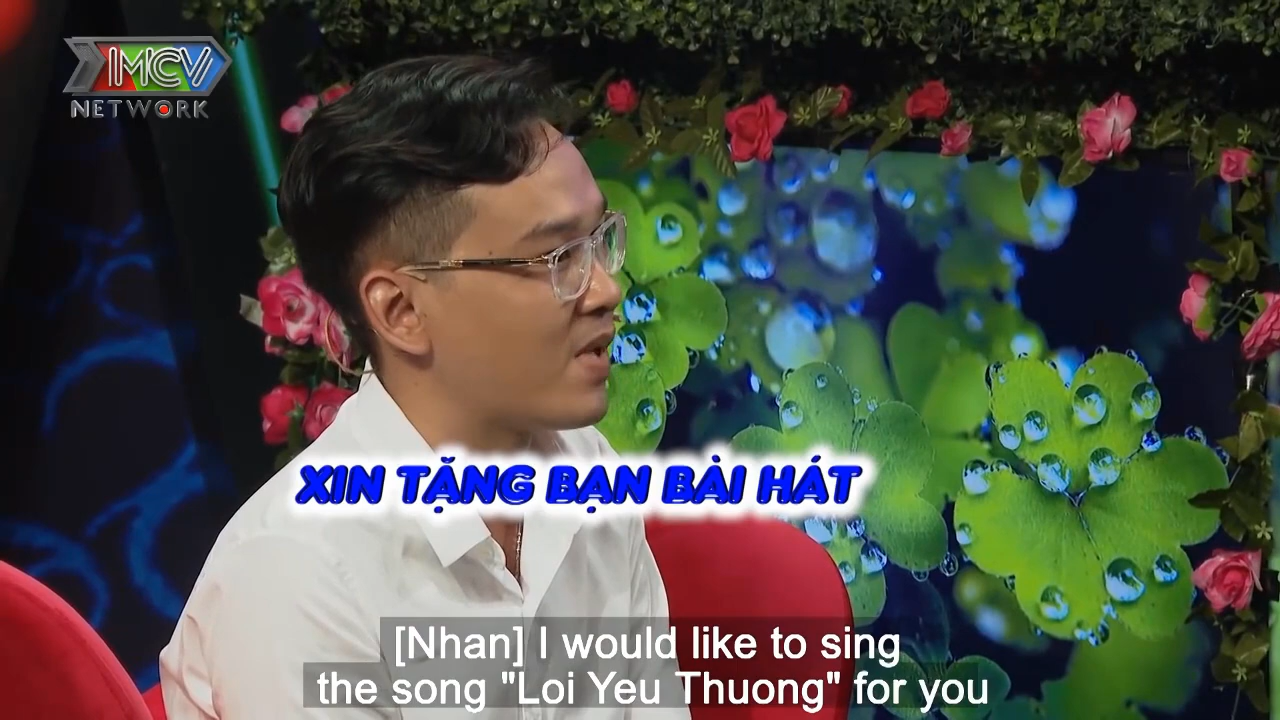 MCV
NETWORK
XIN TẶNG BẠN BÀI HÁT
[Nhan] I would like to sing
the song "Loi Yeu Thuong" for you